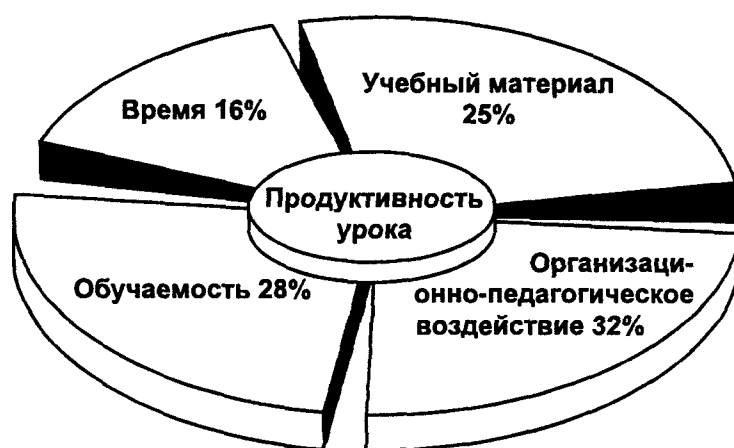 Время 16%
Учебный материал
25%
Продуктивность
урока
Обучаемость 28%
Организаци-
онно-педагогическое
воздействие 32%